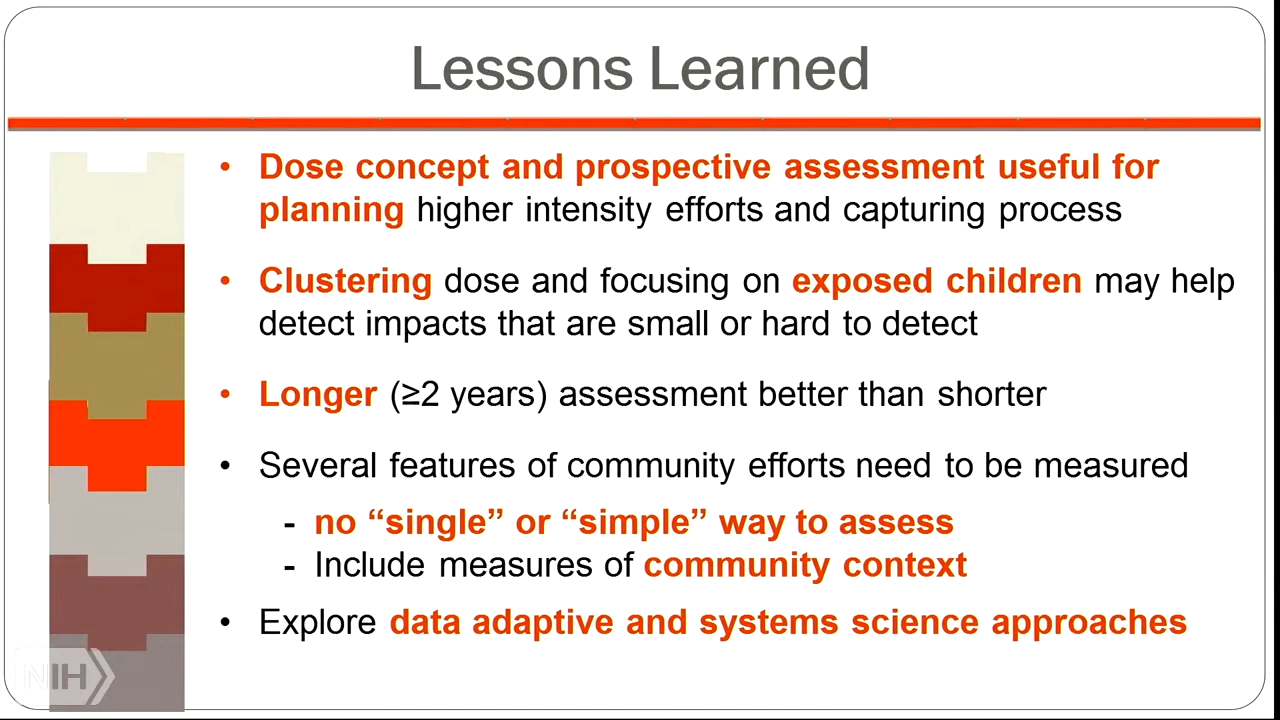 Lessons Learned
• Dose concept and prospective assessment useful for
planning higher intensity efforts and capturing process
• Clustering dose and focusing on exposed children may help
detect impacts that are small or hard to detect
• Longer (≥2 years) assessment better than shorter
• Several features of community efforts need to be measured
- no “single” or “simple” way to assess
- Include measures of community context
• Explore data adaptive and systems science approaches
NIH